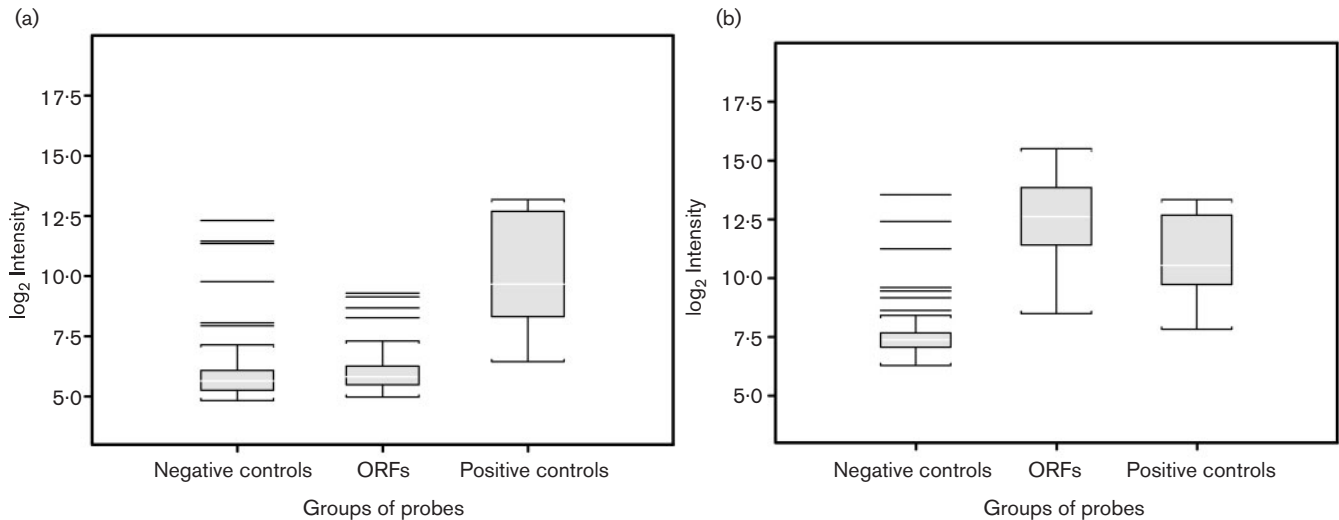 (a)
17·5
15·0
12·5
10·0
7·5
5·0
log₂ Intensity
Negative controls ORFs Positive controls
Groups of probes
(b)
17·5
15·0
12·5
10·0
7·5
5·0
log₂ Intensity
Negative controls ORFs Positive controls
Groups of probes